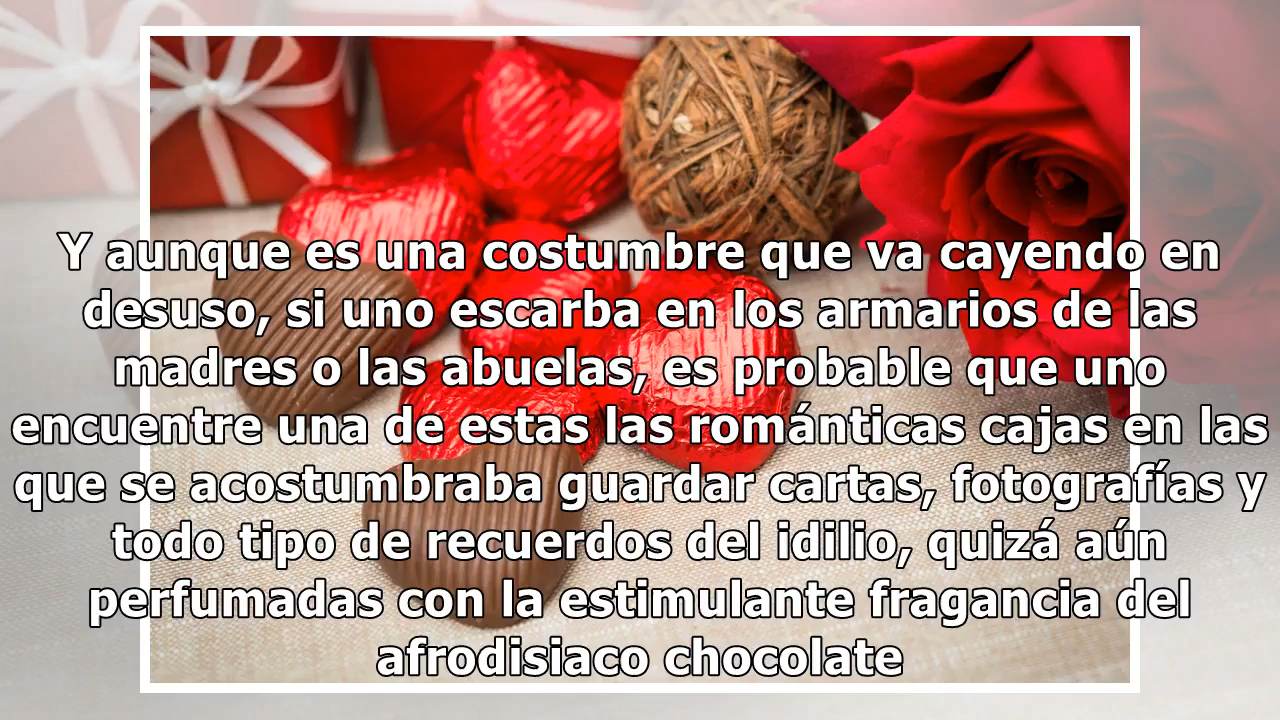 Y aunque es una costumbre que va cayendo en
desuso, si uno escarba en los armarios de las
madres o las abuelas, es probable que uno
encuentre una de estas las románticas cajas en las
que se acostumbraba guardar cartas, fotografías y
todo tipo de recuerdos del idilio, quizá aún
perfumadas con la estimulante fragancia del
afrodisiaco chocolate